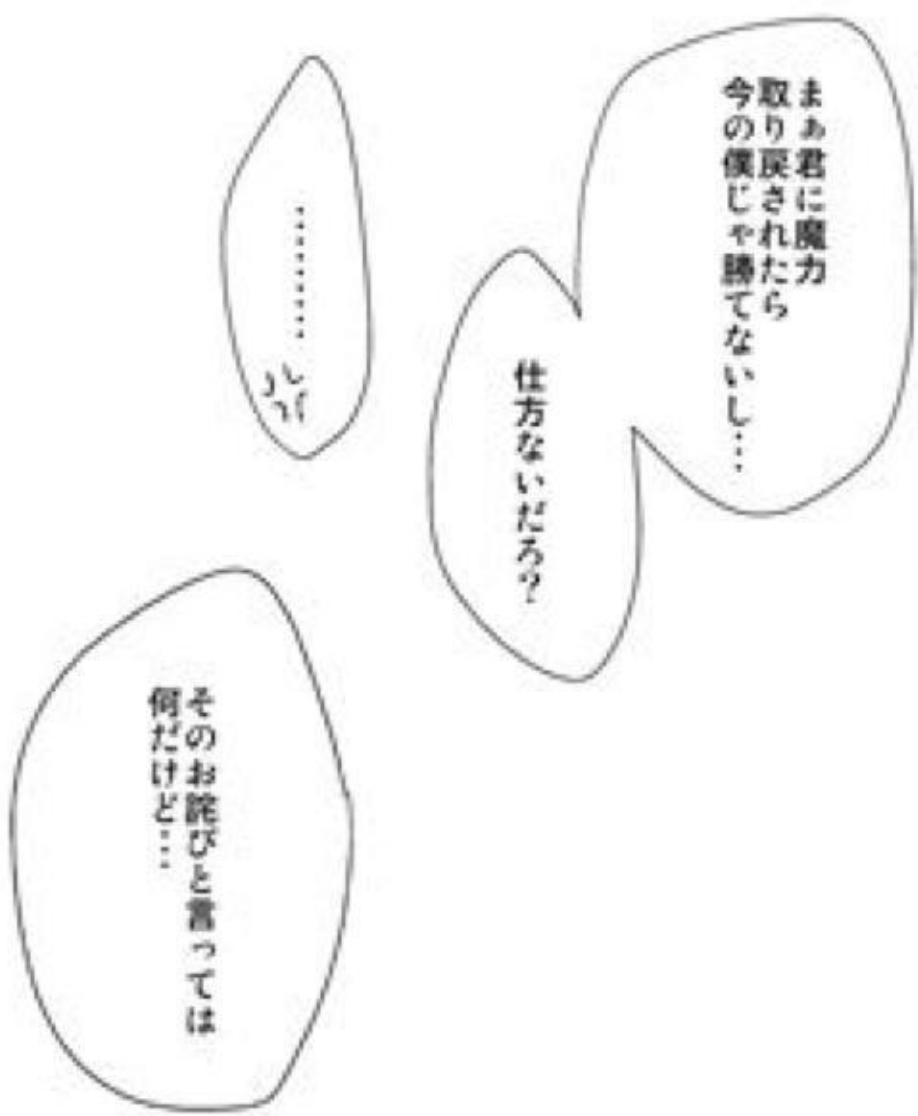 まぁ君に魔力
取り戻されたら
今の僕じゃ勝てないし…
仕方ないだろ？
………
そのお詫びと言っては
何だけど…